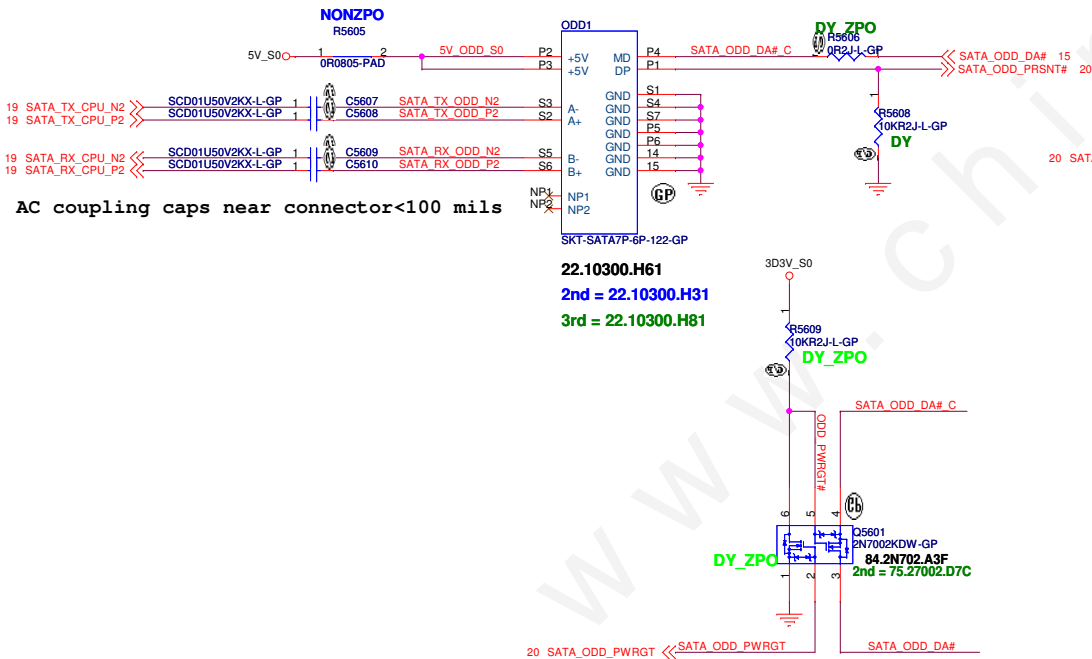 NONZPO
R5605
5V_S0
1
2
0R0805-PAD
5V_ODD_S0
ODD1
P2
P3
+5V
+5V
MD
DP
P4
P1
SATA_ODD_DA#_C
DY_ZPO
R5606
0R2J-L-GP
1
SATA_ODD_DA# 15
SATA_ODD_PRSNT# 20
19 SATA_TX_CPU_N2
19 SATA_TX_CPU_P2
SCD01U50V2KX-L-GP 1
SCD01U50V2KX-L-GP 1
C5607
C5608
SATA_TX_ODD_N2
SATA_TX_ODD_P2
S3
S2
A-
A+
19 SATA_RX_CPU_N2
19 SATA_RX_CPU_P2
SCD01U50V2KX-L-GP 1
SCD01U50V2KX-L-GP 1
C5609
C5610
SATA_RX_ODD_N2
SATA_RX_ODD_P2
S5
S6
B-
B+
GND S1
GND S4
GND S7
GND P5
GND P6
GND 14
GND 15
1
R5608
10KR2J-L-GP
DY
20 SATA
NP1
NP2
NP1
NP2
GP
AC coupling caps near connector<100 mils
SKT-SATA7P-6P-122-GP
22.10300.H61
2nd = 22.10300.H31
3rd = 22.10300.H81
3D3V_S0
1
R5609
10KR2J-L-GP
DY_ZPO
SATA_ODD_DA#_C
ODD_PWRGT#
6
5
4
Q5601
2N7002KDW-GP
84.2N702.A3F
2nd = 75.27002.D7C
DY_ZPO
1
2
3
20 SATA_ODD_PWRGT
SATA_ODD_PWRGT
SATA_ODD_DA#
www.chi